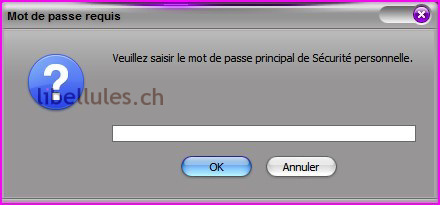 Mot de passe requis
Veuillez saisir le mot de passe principal de Sécurité personnelle.
libellules.ch
OK
Annuler